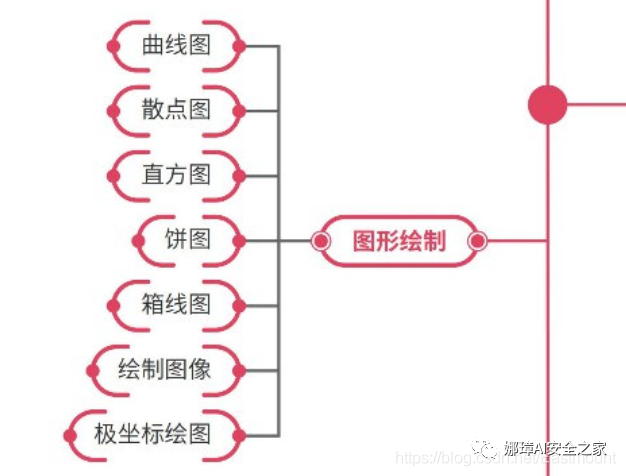 曲线图
散点图
直方图
饼图
箱线图
绘制图像
极坐标绘图
图形绘制
娜璋AI安全之家
https://blog.csdn.net/Eastmount